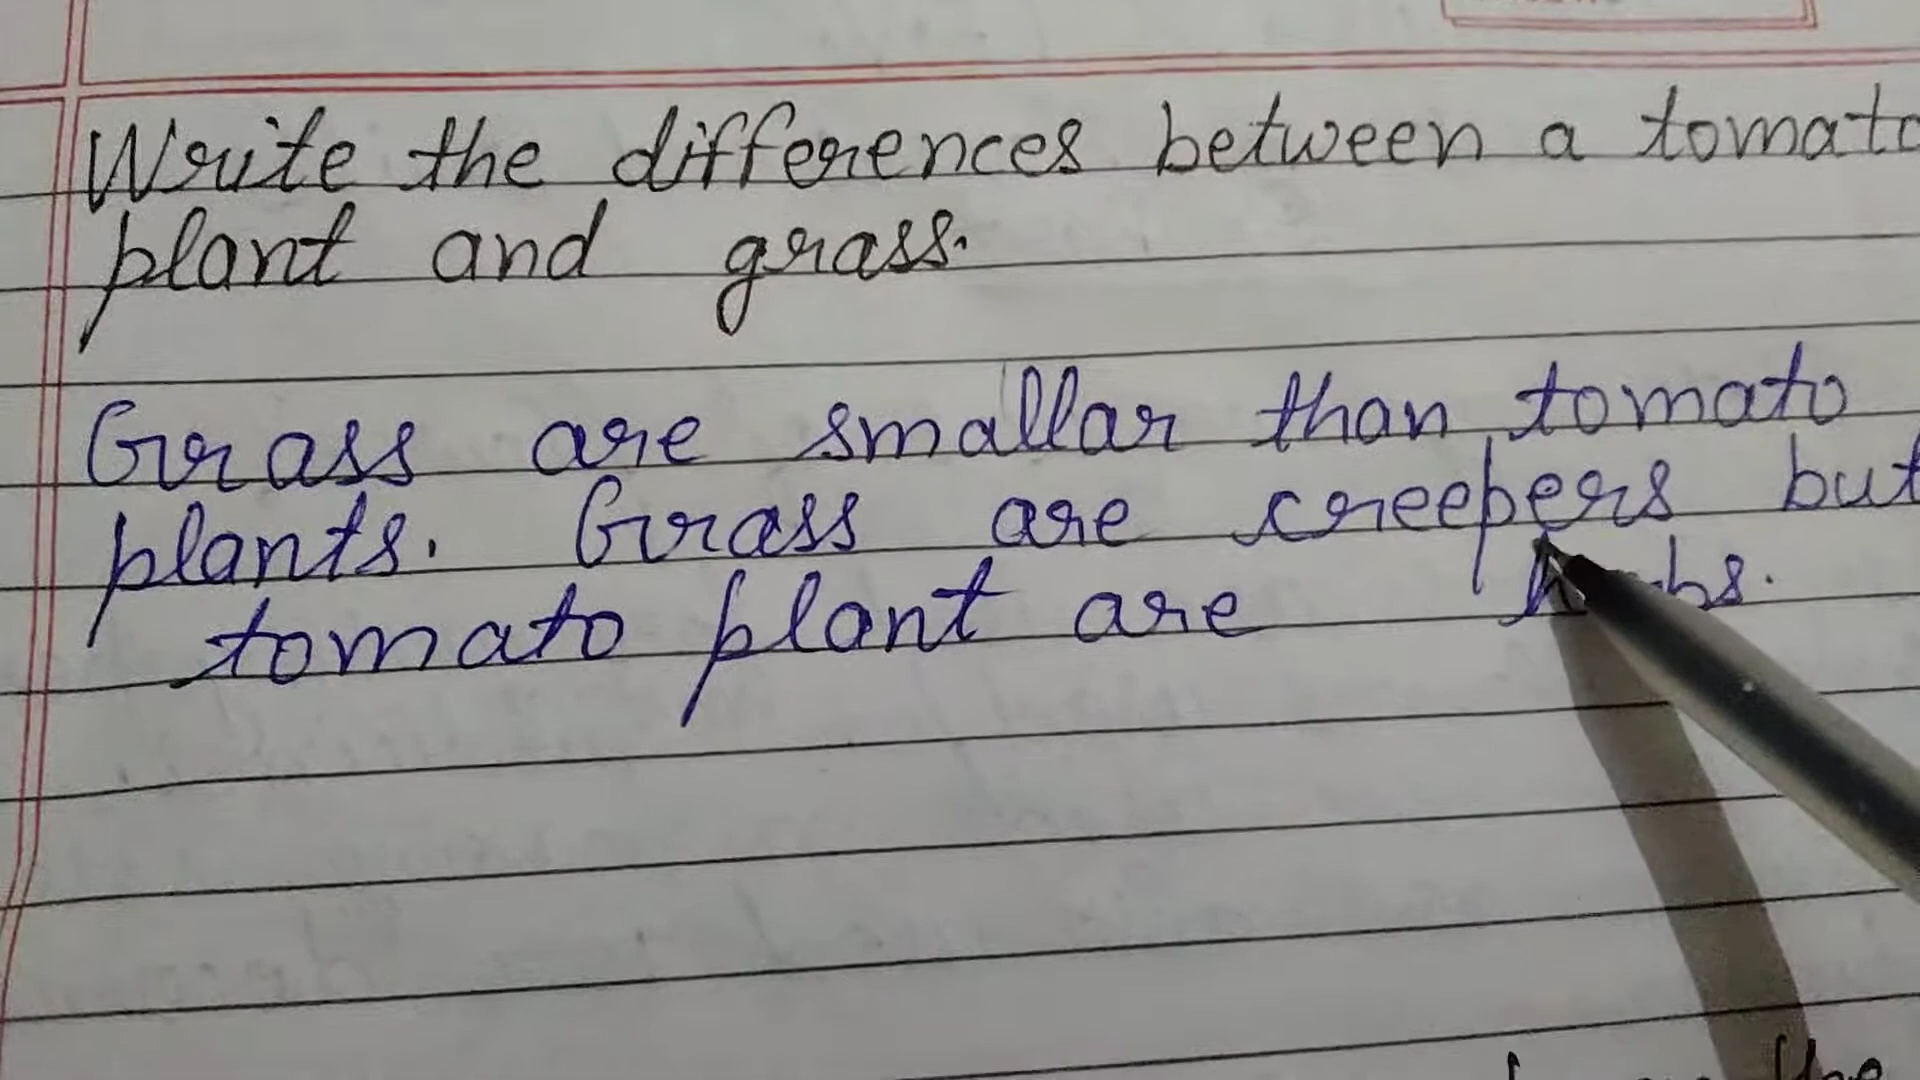 Write the differences between a tomato
plant and grass.
Grass are smallar than tomato
plants. Grass are creepers but
tomato plant are
the